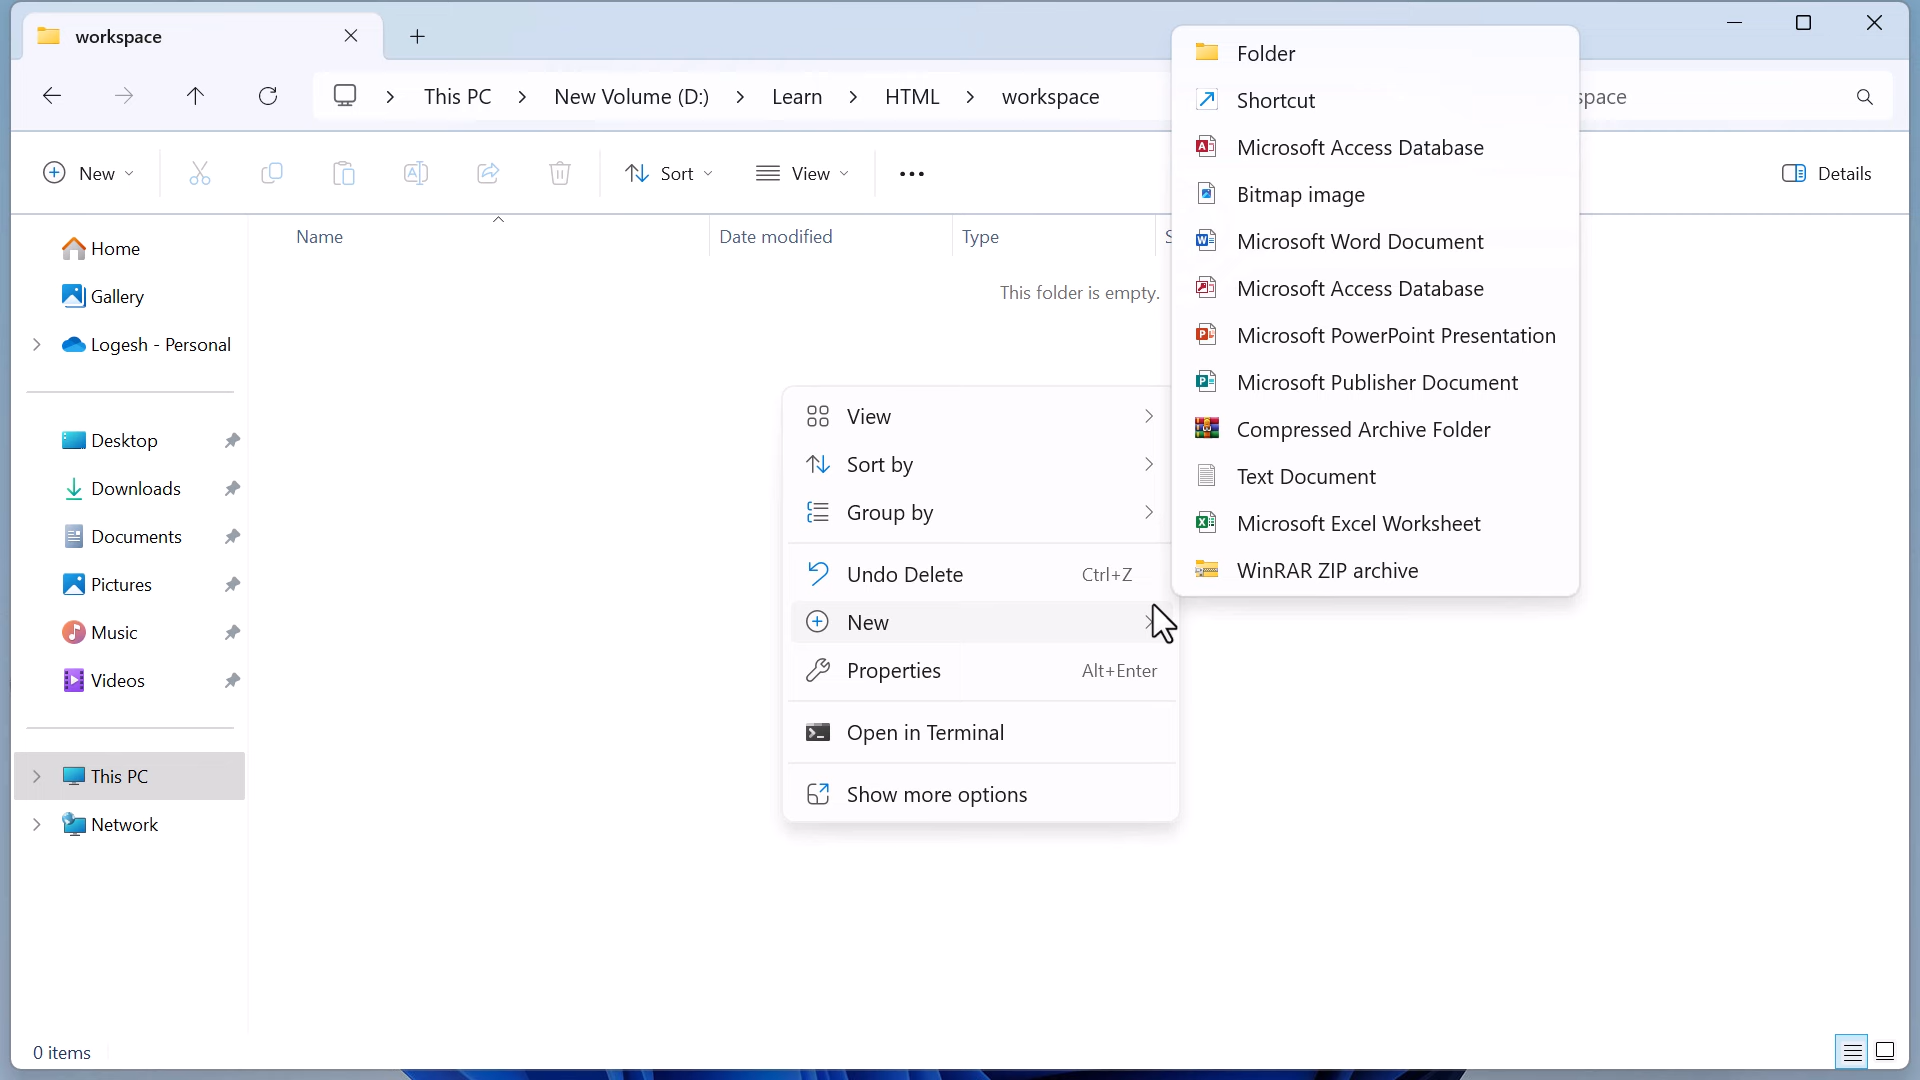 workspace
This PC
New Volume (D:)
Learn
HTML
workspace
space
New
Sort
View
Details
Name
Date modified
Type
This folder is empty.
Home
Gallery
Logesh - Personal
Desktop
Downloads
Documents
Pictures
Music
Videos
This PC
Network
View
Sort by
Group by
Undo Delete Ctrl+Z
New
Properties Alt+Enter
Open in Terminal
Show more options
Folder
Shortcut
Microsoft Access Database
Bitmap image
Microsoft Word Document
Microsoft Access Database
Microsoft PowerPoint Presentation
Microsoft Publisher Document
Compressed Archive Folder
Text Document
Microsoft Excel Worksheet
WinRAR ZIP archive
0 items